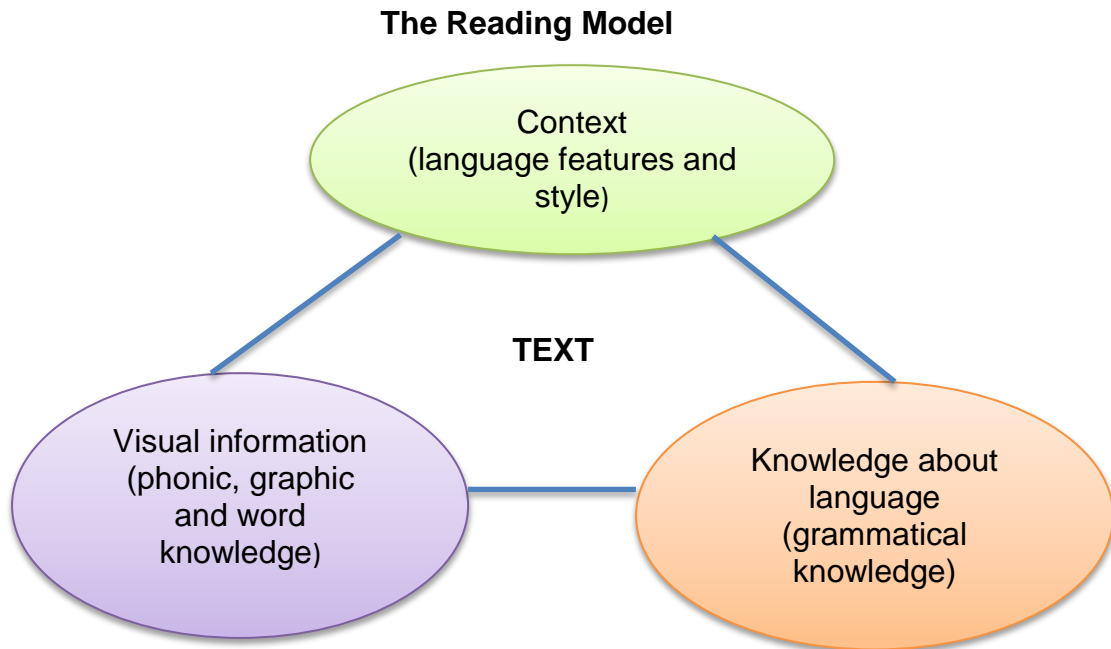 The Reading Model
Context
(language features and
style)
TEXT
Visual information
(phonic, graphic
and word
knowledge)
Knowledge about
language
(grammatical
knowledge)